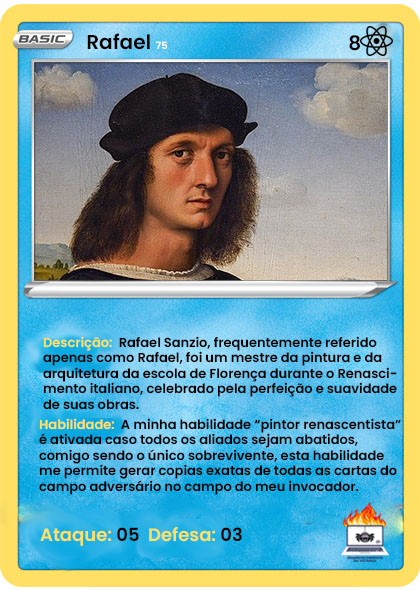 BASIC Rafael 75 8
Descrição: Rafael Sanzio, frequentemente referido
apenas como Rafael, foi um mestre da pintura e da
arquitetura da escola de Florença durante o Renasci-
mento italiano, celebrado pela perfeição e suavidade
de suas obras.
Habilidade: A minha habilidade “pintor renascentista”
é ativada caso todos os aliados sejam abatidos,
comigo sendo o único sobrevivente, esta habilidade
me permite gerar copias exatas de todas as cartas do
campo adversário no campo do meu invocador.
Ataque: 05 Defesa: 03